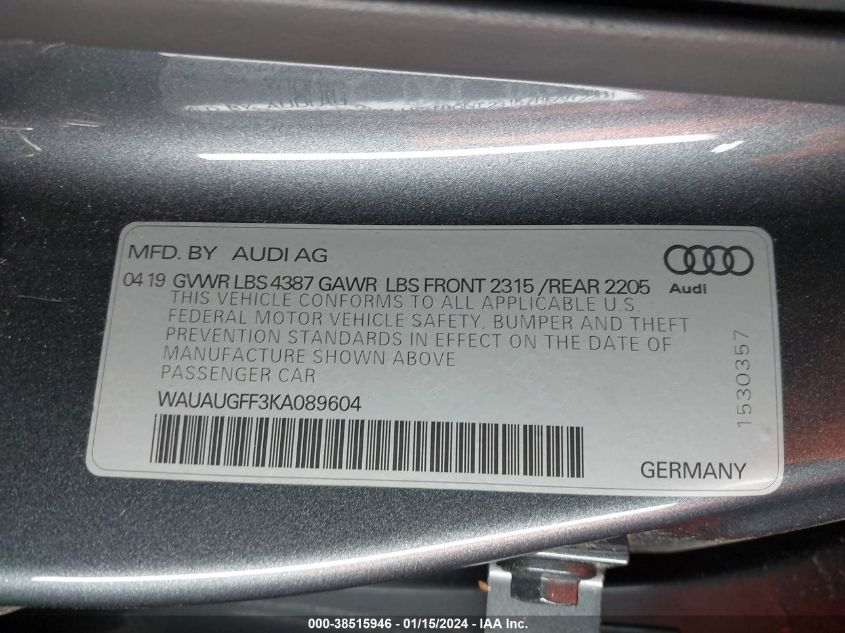 MFD. BY AUDI AG
04 19 GVWR LBS 4387 GAWR LBS FRONT 2315 /REAR 2205
Audi
THIS VEHICLE CONFORMS TO ALL APPLICABLE U.S.
FEDERAL MOTOR VEHICLE SAFETY, BUMPER AND THEFT
PREVENTION STANDARDS IN EFFECT ON THE DATE OF
MANUFACTURE SHOWN ABOVE
PASSENGER CAR
1530357
WAUAUGFF3KA089604
GERMANY
000-38515946 - 01/15/2024 - IAA Inc.